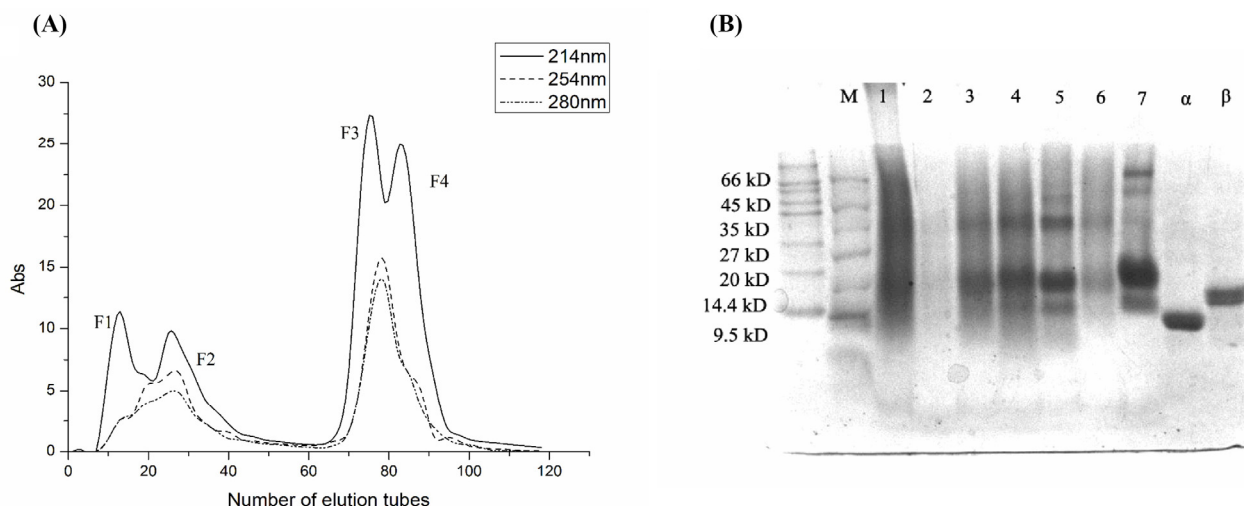 (A)
214nm
254nm
280nm
30
25
20
15
10
5
0
Abs
F1
F2
F3
F4
0 20 40 60 80 100 120
Number of elution tubes
(B)
M 1 2 3 4 5 6 7 α β
66 kD
45 kD
35 kD
27 kD
20 kD
14.4 kD
9.5 kD